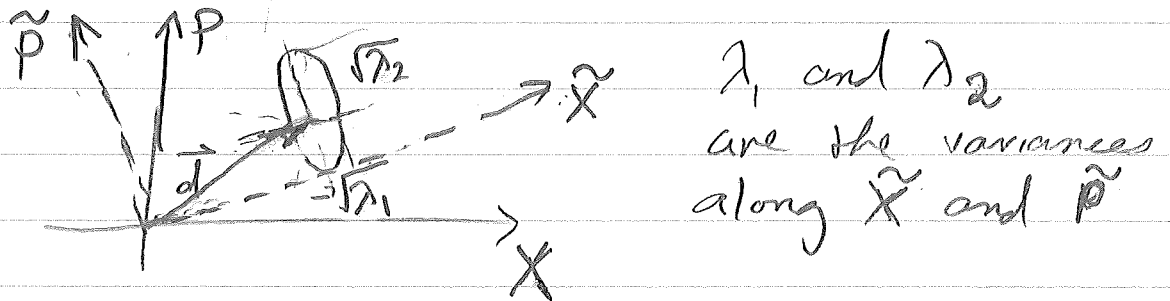 P̃ P √λ₂ X̃
d⃗ √λ₁
X
λ₁ and λ₂
are the variances
along X̃ and P̃